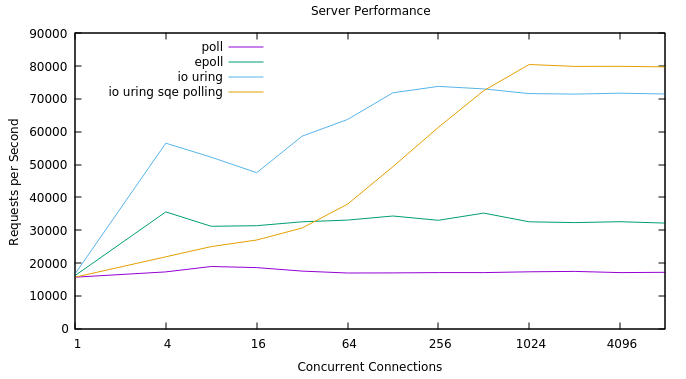 Server Performance
90000
80000
70000
60000
50000
40000
30000
20000
10000
0
Requests per Second
poll
epoll
io uring
io uring sqe polling
1
4
16
64
256
1024
4096
Concurrent Connections